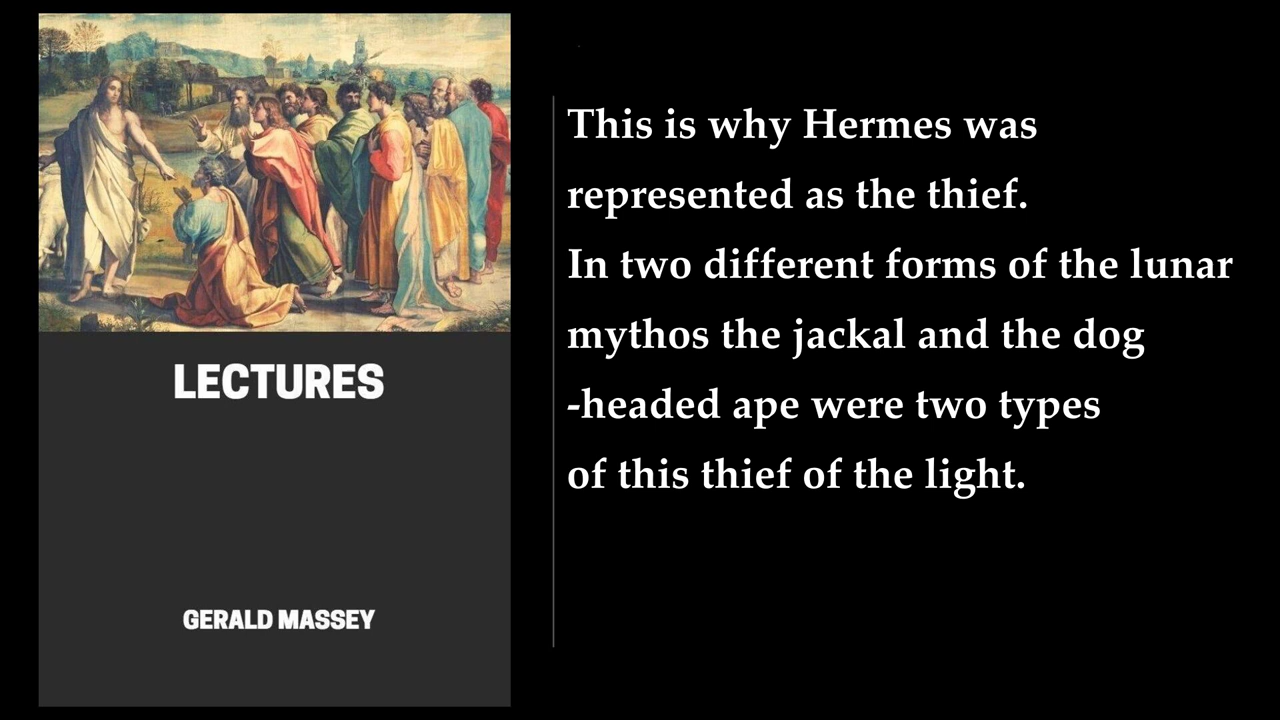 LECTURES
GERALD MASSEY
This is why Hermes was
represented as the thief.
In two different forms of the lunar
mythos the jackal and the dog
-headed ape were two types
of this thief of the light.